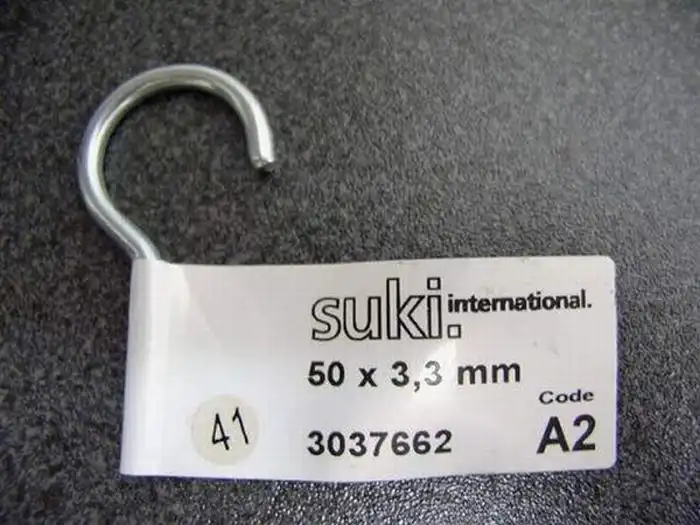 suki. international.
50 x 3,3 mm
Code
41
3037662
A2